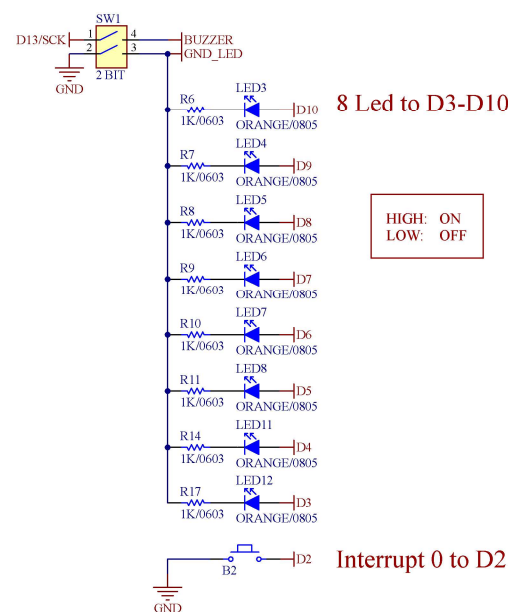 SW1
D13/SCK 1 4 BUZZER
2 3 GND_LED
2 BIT
GND
LED3
R6 D10 8 Led to D3-D10
1K/0603 ORANGE/0805
LED4
R7 D9
1K/0603 ORANGE/0805
LED5
R8 D8
1K/0603 ORANGE/0805
HIGH: ON
LOW: OFF
LED6
R9 D7
1K/0603 ORANGE/0805
LED7
R10 D6
1K/0603 ORANGE/0805
LED8
R11 D5
1K/0603 ORANGE/0805
LED11
R14 D4
1K/0603 ORANGE/0805
LED12
R17 D3
1K/0603 ORANGE/0805
D2 Interrupt 0 to D2
B2
GND